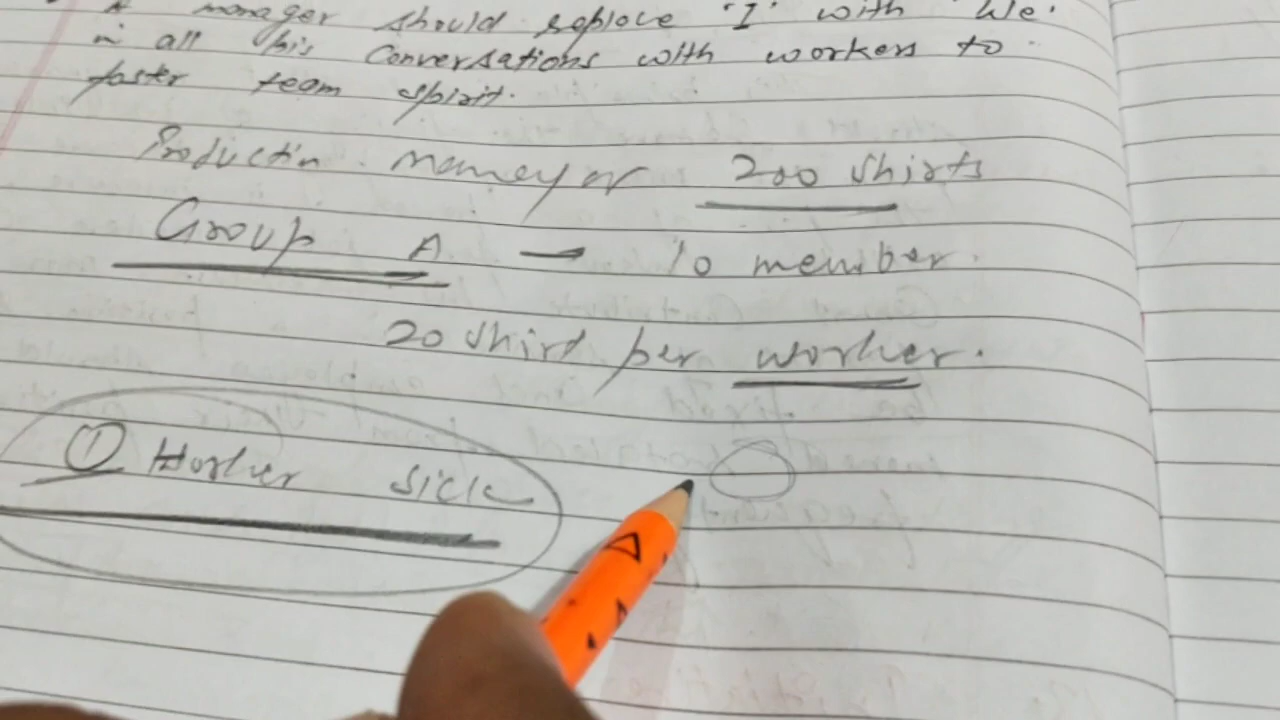 A manager should replace 'I' with 'We'
in all his conversations with workers to
foster team spirit.
Production manager 200 shirts
Group A → 10 member.
20 shirt per worker.
① Worker sick